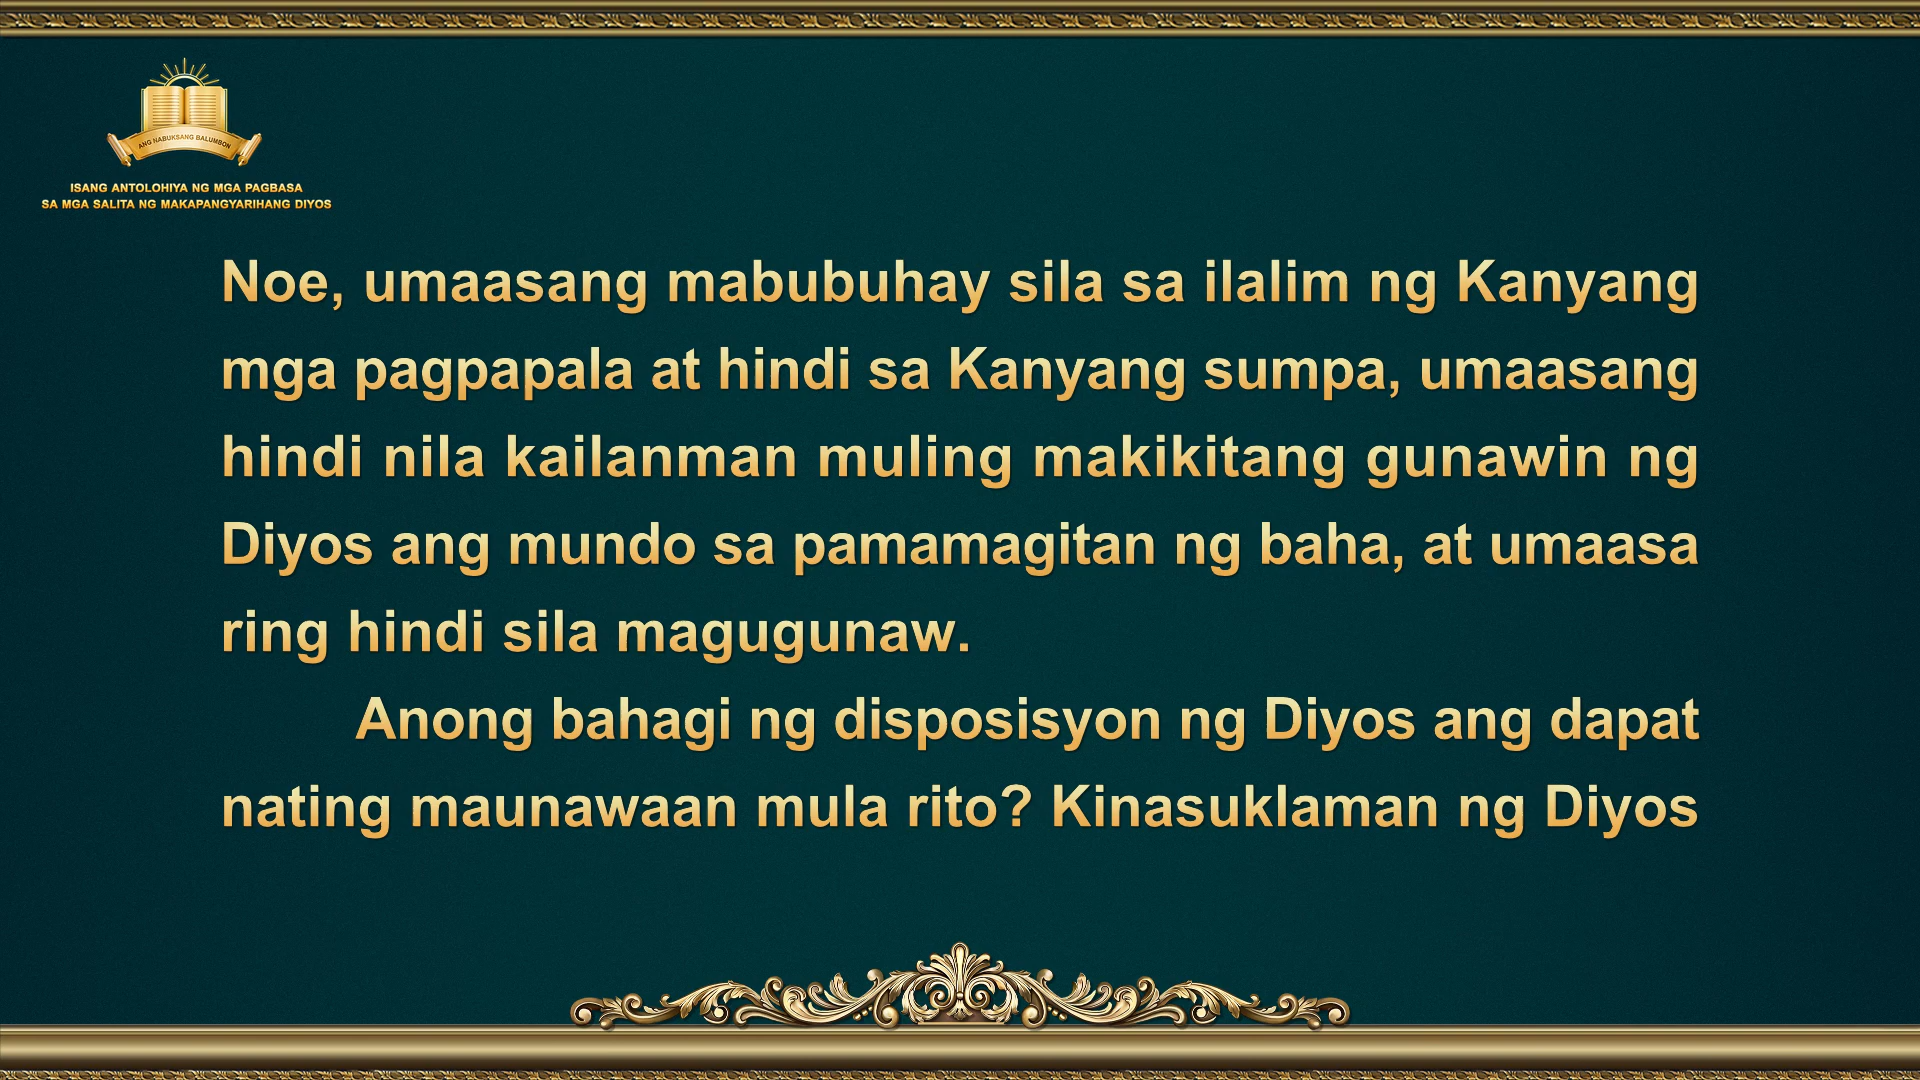 ANG NABUKSANG BALUMBON
ISANG ANTOLOHIYA NG MGA PAGBASA
SA MGA SALITA NG MAKAPANGYARIHANG DIYOS
Noe, umaasang mabubuhay sila sa ilalim ng Kanyang
mga pagpapala at hindi sa Kanyang sumpa, umaasang
hindi nila kailanman muling makikitang gunawin ng
Diyos ang mundo sa pamamagitan ng baha, at umaasa
ring hindi sila magugunaw.
Anong bahagi ng disposisyon ng Diyos ang dapat
nating maunawaan mula rito? Kinasuklaman ng Diyos